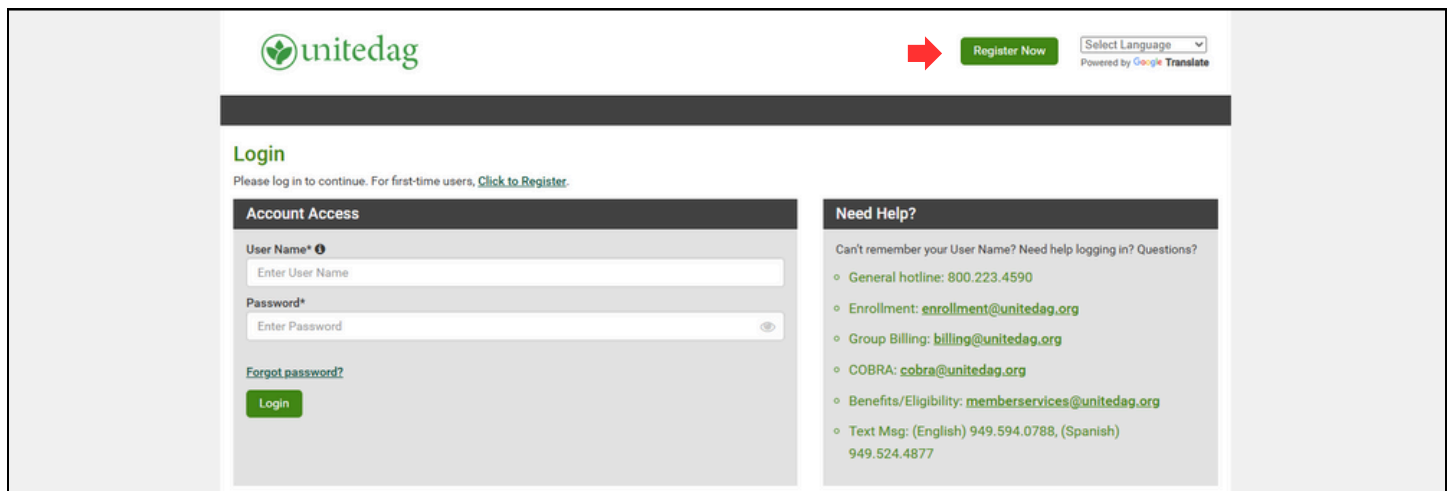 unitedag
Register Now
Select Language
Powered by Google Translate
Login
Please log in to continue. For first-time users, Click to Register.
Account Access
User Name*
Enter User Name
Password*
Enter Password
Forgot password?
Login
Need Help?
Can't remember your User Name? Need help logging in? Questions?
General hotline: 800.223.4590
Enrollment: enrollment@unitedag.org
Group Billing: billing@unitedag.org
COBRA: cobra@unitedag.org
Benefits/Eligibility: memberservices@unitedag.org
Text Msg: (English) 949.594.0788, (Spanish)
949.524.4877